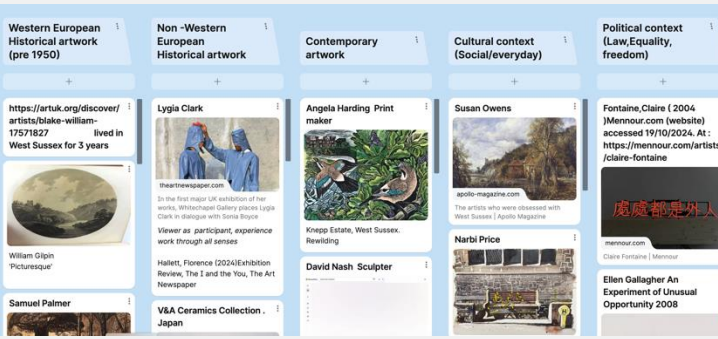 Western European
Historical artwork
(pre 1950)
https://artuk.org/discover/
artists/blake-william-
17571827 lived in
West Sussex for 3 years
William Gilpin
'Picturesque'
Samuel Palmer
Non -Western
European
Historical artwork
Lygia Clark
theartnewspaper.com
In the first major UK exhibition of her
works, Whitechapel Gallery places Lygia
Clark in dialogue with Sonia Boyce
Viewer as participant, experience
work through all senses
Hallett, Florence (2024)Exhibition
Review, The I and the You, The Art
Newspaper
V&A Ceramics Collection .
Japan
Contemporary
artwork
Angela Harding Print
maker
Knepp Estate, West Sussex.
Rewilding
David Nash Sculpter
Cultural context
(Social/everyday)
Susan Owens
apollo-magazine.com
The artists who were obsessed with
West Sussex | Apollo Magazine
Narbi Price
Political context
(Law,Equality,
freedom)
Fontaine,Claire ( 2004
)Mennour.com (website)
accessed 19/10/2024. At :
https://mennour.com/artists
/claire-fontaine
處處都是外人
mennour.com
Claire Fontaine | Mennour
Ellen Gallagher An
Experiment of Unusual
Opportunity 2008